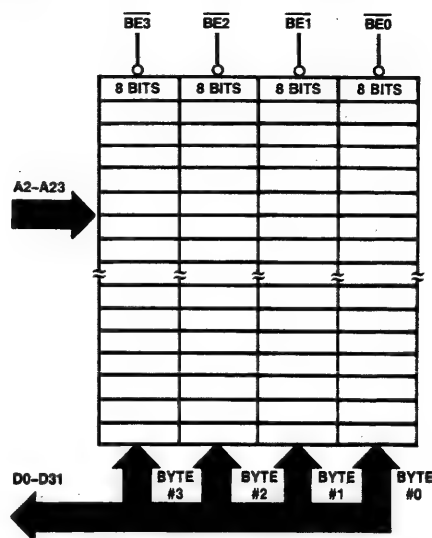 BE3 BE2 BE1 BE0
8 BITS 8 BITS 8 BITS 8 BITS
A2–A23
D0–D31
BYTE #3 BYTE #2 BYTE #1 BYTE #0